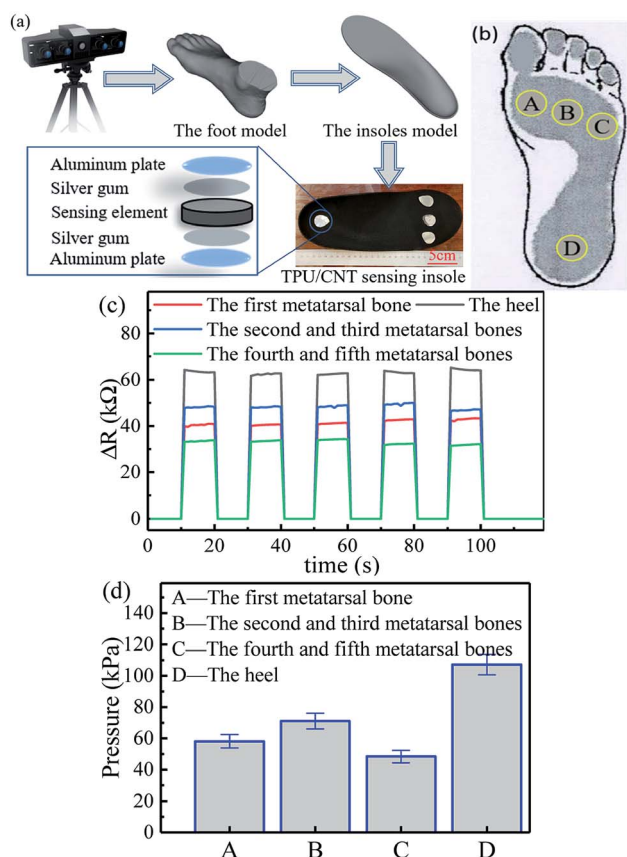 (a)
The foot model
The insoles model
Aluminum plate
Silver gum
Sensing element
Silver gum
Aluminum plate
5cm
TPU/CNT sensing insole
(b)
A
B
C
D
(c)
The first metatarsal bone
The heel
The second and third metatarsal bones
The fourth and fifth metatarsal bones
80
60
40
20
0
ΔR (kΩ)
0 20 40 60 80 100
time (s)
(d)
A—The first metatarsal bone
B—The second and third metatarsal bones
C—The fourth and fifth metatarsal bones
D—The heel
140
120
100
80
60
40
20
0
Pressure (kPa)
A B C D